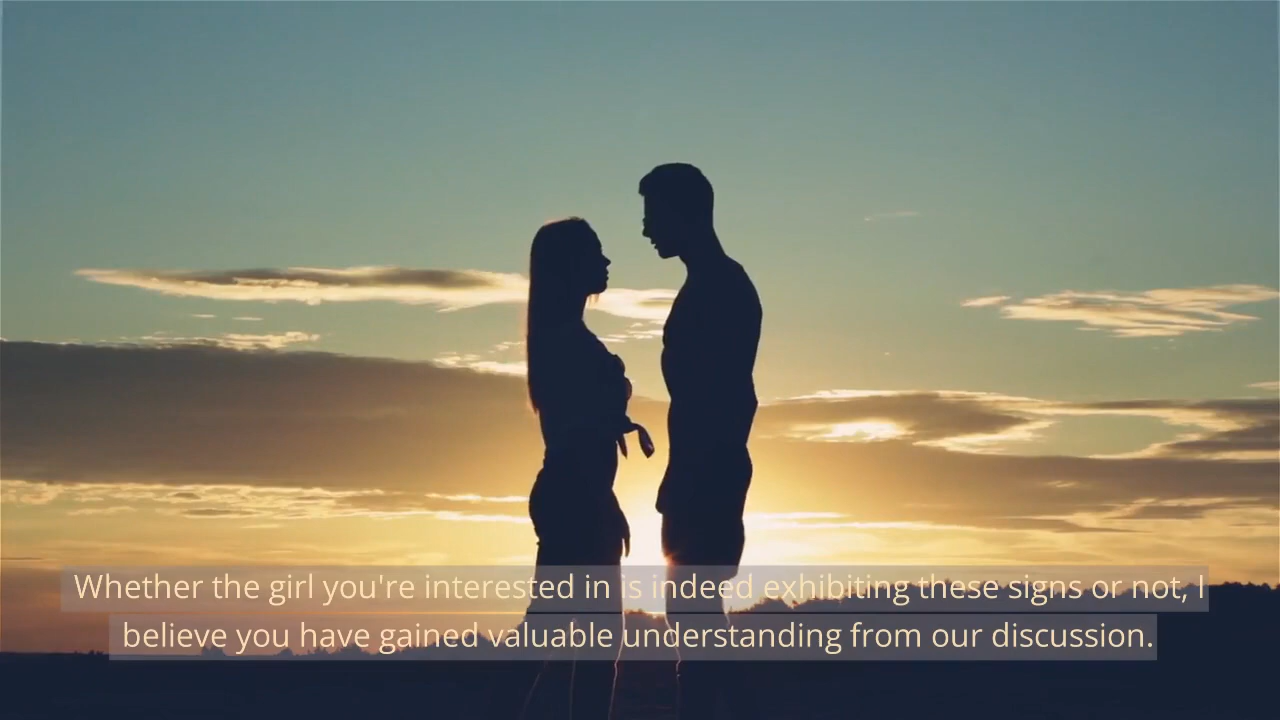 Whether the girl you're interested in is indeed exhibiting these signs or not, I
believe you have gained valuable understanding from our discussion.